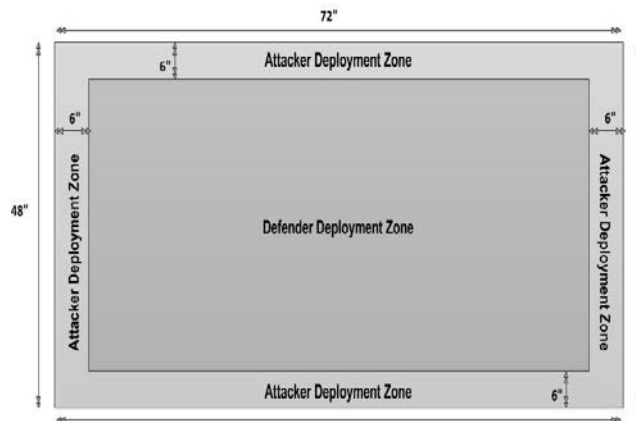 72"
Attacker Deployment Zone
6"
6"
6"
Attacker Deployment Zone
Attacker Deployment Zone
48"
Defender Deployment Zone
Attacker Deployment Zone
6"